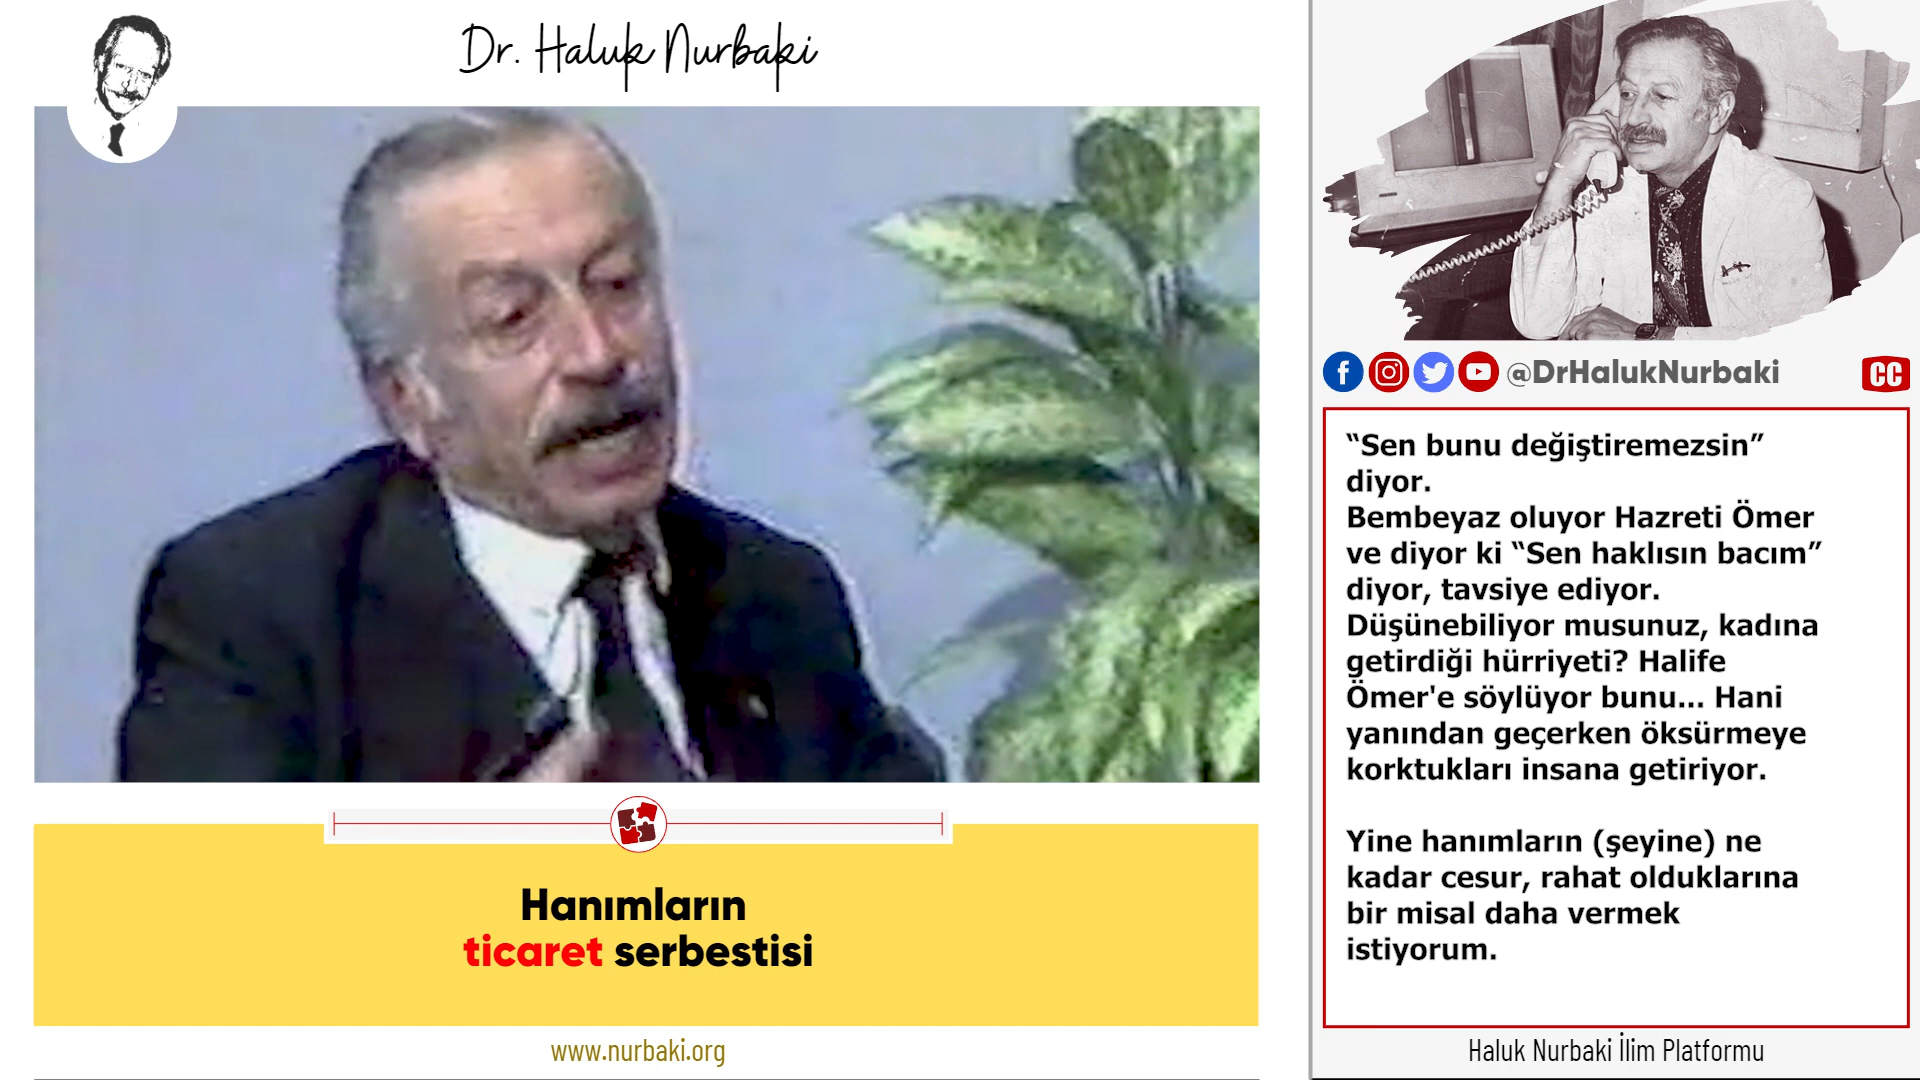 Dr. Haluk Nurbaki
Hanımların
ticaret serbestisi
www.nurbaki.org
@DrHalukNurbaki
CC
“Sen bunu değiştiremezsin”
diyor.
Bembeyaz oluyor Hazreti Ömer
ve diyor ki “Sen haklısın bacım”
diyor, tavsiye ediyor.
Düşünebiliyor musunuz, kadına
getirdiği hürriyeti? Halife
Ömer'e söylüyor bunu... Hani
yanından geçerken öksürmeye
korktukları insana getiriyor.
Yine hanımların (şeyine) ne
kadar cesur, rahat olduklarına
bir misal daha vermek
istiyorum.
Haluk Nurbaki İlim Platformu